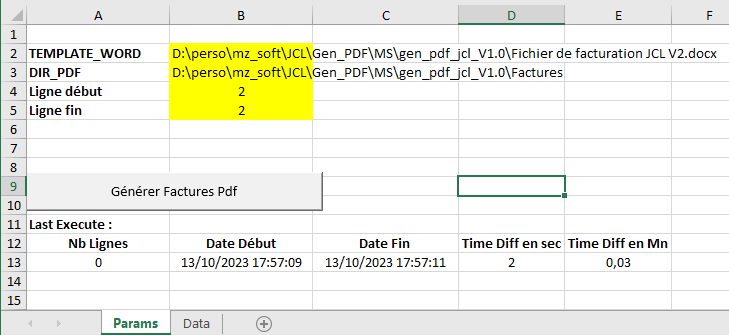 A B C D E F
1
2 TEMPLATE_WORD D:\perso\mz_soft\JCL\Gen_PDF\MS\gen_pdf_jcl_V1.0\Fichier de facturation JCL V2.docx
3 DIR_PDF D:\perso\mz_soft\JCL\Gen_PDF\MS\gen_pdf_jcl_V1.0\Factures
4 Ligne début 2
5 Ligne fin 2
6
7
8
9 Générer Factures Pdf
10
11 Last Execute :
12 Nb Lignes Date Début Date Fin Time Diff en sec Time Diff en Mn
13 0 13/10/2023 17:57:09 13/10/2023 17:57:11 2 0,03
14
15
Params Data